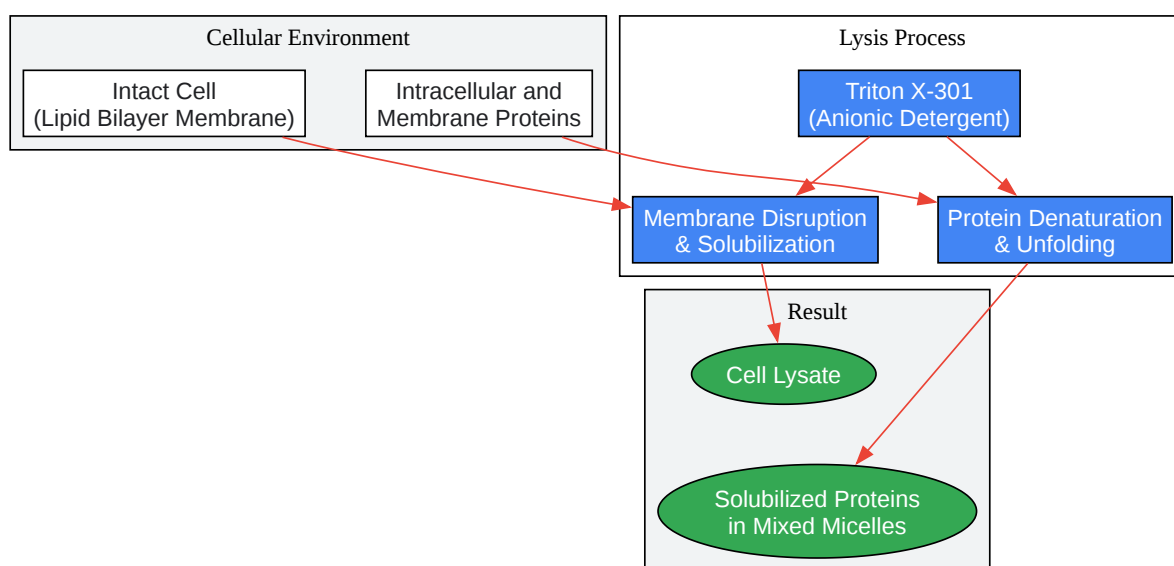 Cellular Environment
Intact Cell
(Lipid Bilayer Membrane)
Intracellular and
Membrane Proteins
Lysis Process
Triton X-301
(Anionic Detergent)
Membrane Disruption
& Solubilization
Protein Denaturation
& Unfolding
Result
Cell Lysate
Solubilized Proteins
in Mixed Micelles